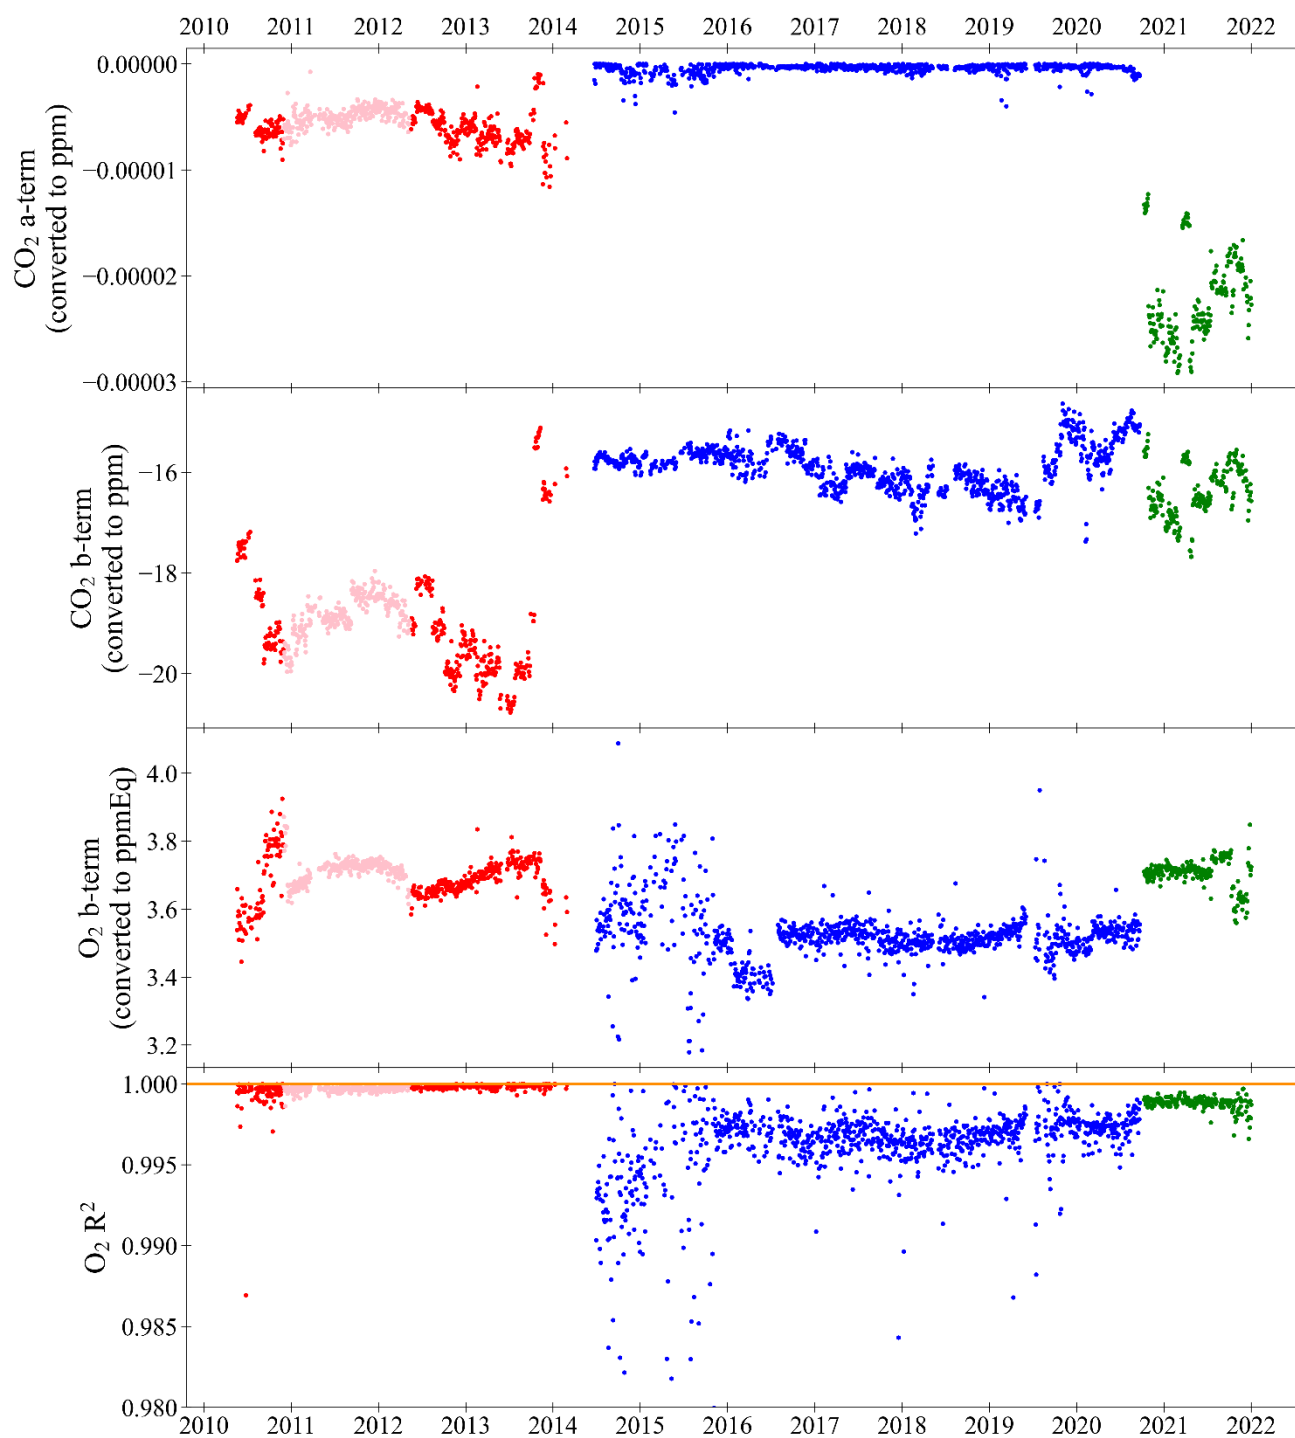 2010 2011 2012 2013 2014 2015 2016 2017 2018 2019 2020 2021 2022
0.00000
−0.00001
−0.00002
−0.00003
CO₂ a-term
(converted to ppm)
−16
−18
−20
CO₂ b-term
(converted to ppm)
4.0
3.8
3.6
3.4
3.2
O₂ b-term
(converted to ppmEq)
1.000
0.995
0.990
0.985
0.980
O₂ R²
2010 2011 2012 2013 2014 2015 2016 2017 2018 2019 2020 2021 2022